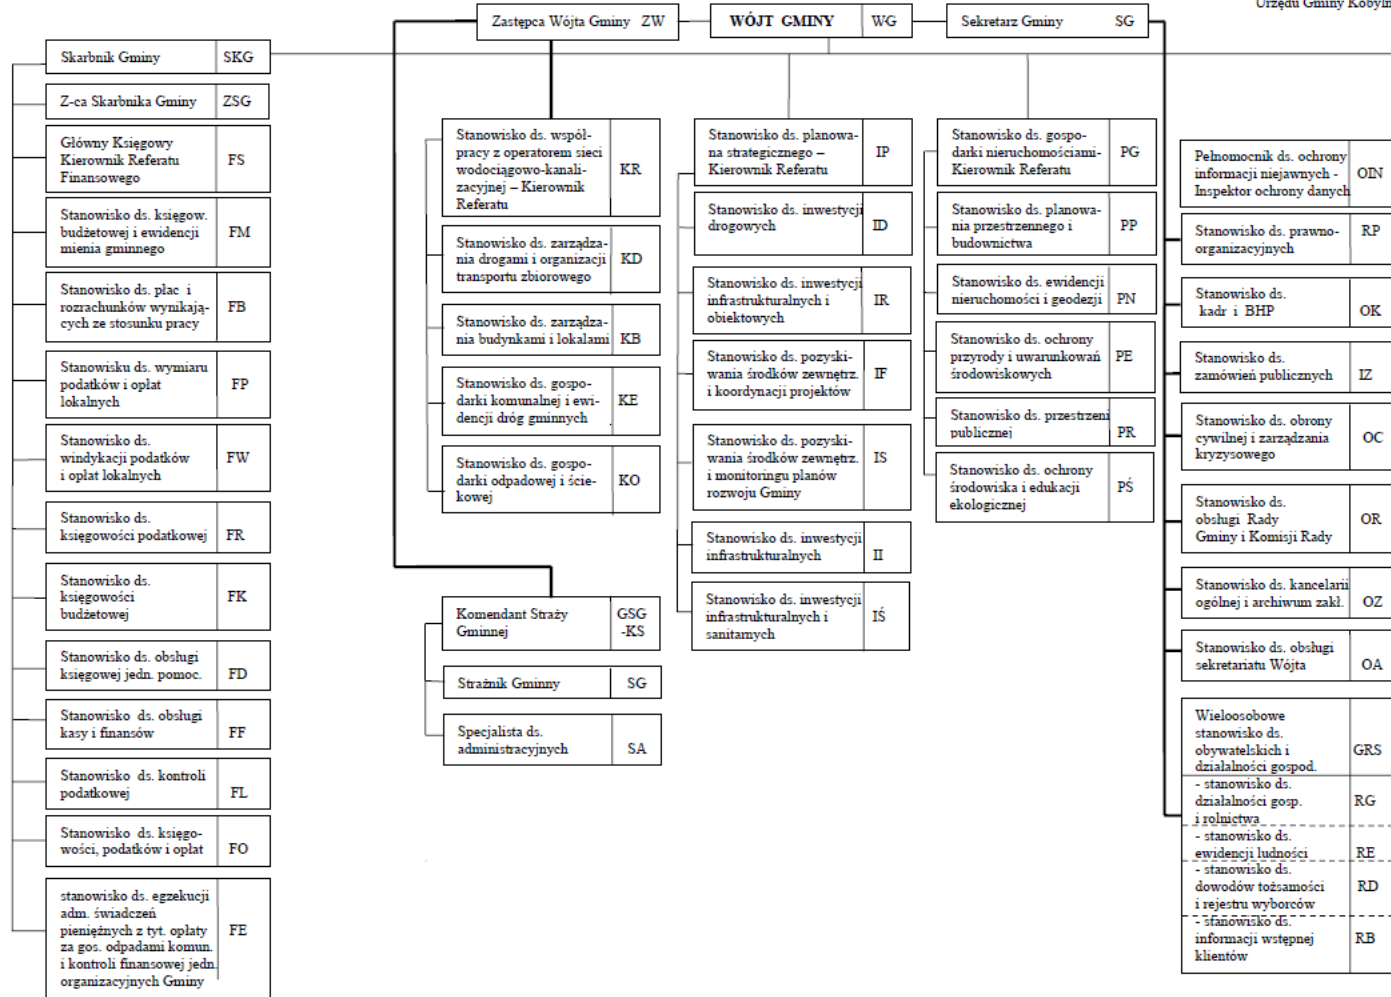 Urzędu Gminy Kobyln
Zastępca Wójta Gminy ZW
WÓJT GMINY WG
Sekretarz Gminy SG
Skarbnik Gminy SKG
Z-ca Skarbnika Gminy ZSG
Główny Księgowy
Kierownik Referatu FS
Finansowego
Stanowisko ds. księgow.
budżetowej i ewidencji FM
mienia gminnego
Stanowisko ds. płac i
rozrachunków wynikają- FB
cych ze stosunku pracy
Stanowisku ds. wymiaru
podatków i opłat FP
lokalnych
Stanowisko ds.
windykacji podatków FW
i opłat lokalnych
Stanowisko ds.
księgowości podatkowej FR
Stanowisko ds.
księgowości FK
budżetowej
Stanowisko ds. obsługi
księgowej jedn. pomoc. FD
Stanowisko ds. obsługi
kasy i finansów FF
Stanowisko ds. kontroli
podatkowej FL
Stanowisko ds. księgo-
wości, podatków i opłat FO
stanowisko ds. egzekucji
adm. świadczeń
pieniężnych z tyt. opłaty FE
za gos. odpadami komun.
i kontroli finansowej jedn.
organizacyjnych Gminy
Stanowisko ds. współ-
pracy z operatorem sieci
wodociągowo-kanali- KR
zacyjnej – Kierownik
Referatu
Stanowisko ds. zarządza-
nia drogami i organizacji KD
transportu zbiorowego
Stanowisko ds. zarządza-
nia budynkami i lokalami KB
Stanowisko ds. gospo-
darki komunalnej i ewi- KE
dencji dróg gminnych
Stanowisko ds. gospo-
darki odpadowej i ście- KO
kowej
Komendant Straży GSG
Gminnej -KS
Strażnik Gminny SG
Specjalista ds.
administracyjnych SA
Stanowisko ds. planowa-
na strategicznego – IP
Kierownik Referatu
Stanowisko ds. inwestycji
drogowych ID
Stanowisko ds. inwestycji
infrastrukturalnych i IR
obiektowych
Stanowisko ds. pozyski-
wania środków zewnętrz. IF
i koordynacji projektów
Stanowisko ds. pozyski-
wania środków zewnętrz. IS
i monitoringu planów
rozwoju Gminy
Stanowisko ds. inwestycji
infrastrukturalnych II
Stanowisko ds. inwestycji
infrastrukturalnych i IŚ
sanitarnych
Stanowisko ds. gospo-
darki nieruchomościami- PG
Kierownik Referatu
Stanowisko ds. planowa-
nia przestrzennego i PP
budownictwa
Stanowisko ds. ewidencji
nieruchomości i geodezji PN
Stanowisko ds. ochrony
przyrody i uwarunkowań PE
środowiskowych
Stanowisko ds. przestrzeni
publicznej PR
Stanowisko ds. ochrony
środowiska i edukacji PŚ
ekologicznej
Pełnomocnik ds. ochrony
informacji niejawnych - OIN
Inspektor ochrony danych
Stanowisko ds. prawno- RP
organizacyjnych
Stanowisko ds.
kadr i BHP OK
Stanowisko ds.
zamówień publicznych IZ
Stanowisko ds. obrony
cywilnej i zarządzania OC
kryzysowego
Stanowisko ds.
obsługi Rady OR
Gminy i Komisji Rady
Stanowisko ds. kancelarii
ogólnej i archiwum zakł. OZ
Stanowisko ds. obsługi
sekretariatu Wójta OA
Wieloosobowe
stanowisko ds.
obywatelskich i GRS
działalności gospod.
- stanowisko ds.
działalności gosp. RG
i rolnictwa
- stanowisko ds.
ewidencji ludności RE
- stanowisko ds.
dowodów tożsamości RD
i rejestru wyborców
- stanowisko ds.
informacji wstępnej RB
klientów